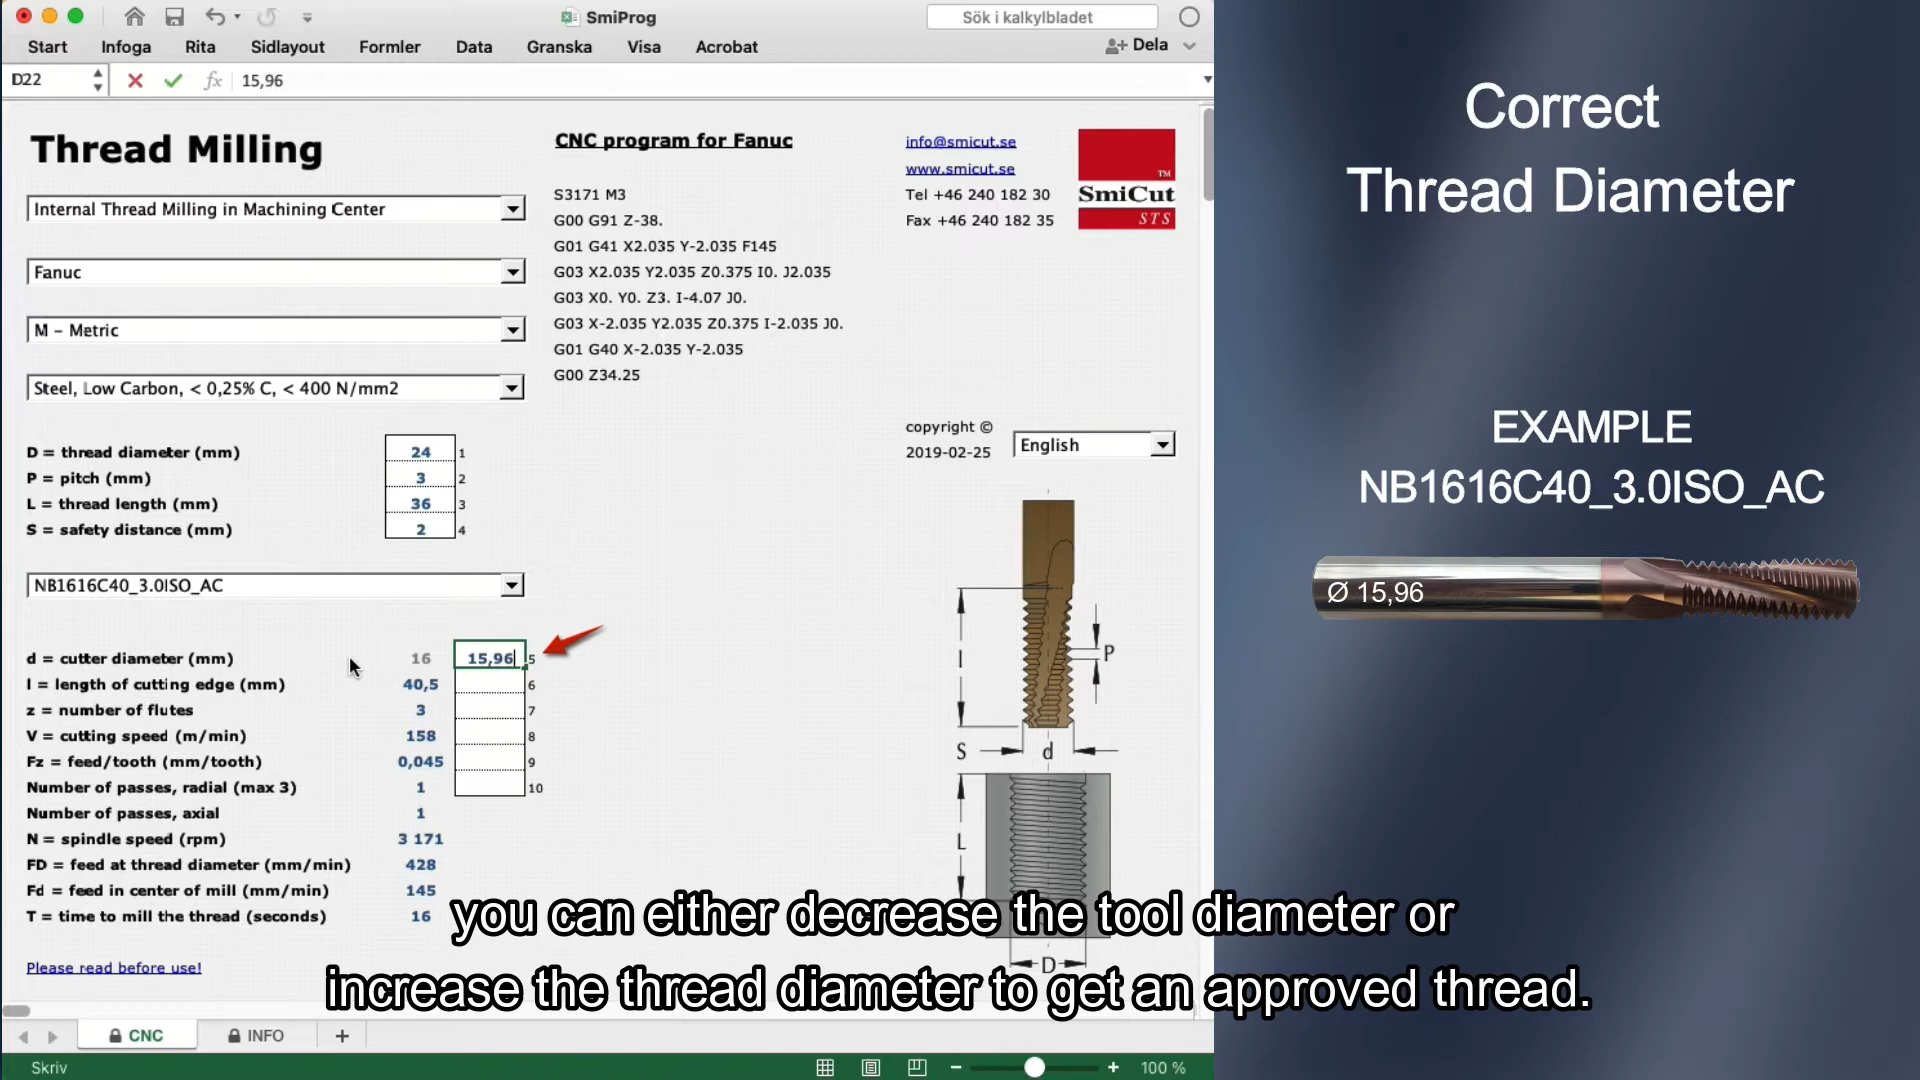 SmiProg
Sök i kalkylbladet
Start Infoga Rita Sidlayout Formler Data Granska Visa Acrobat Dela
D22 fx 15,96
Thread Milling
Internal Thread Milling in Machining Center
Fanuc
M - Metric
Steel, Low Carbon, < 0,25% C, < 400 N/mm2
D = thread diameter (mm) 24 1
P = pitch (mm) 3 2
L = thread length (mm) 36 3
S = safety distance (mm) 2 4
NB1616C40_3.0ISO_AC
d = cutter diameter (mm) 16 15,96 5
l = length of cutting edge (mm) 40,5 6
z = number of flutes 3 7
V = cutting speed (m/min) 158 8
Fz = feed/tooth (mm/tooth) 0,045 9
Number of passes, radial (max 3) 1 10
Number of passes, axial 1
N = spindle speed (rpm) 3 171
FD = feed at thread diameter (mm/min) 428
Fd = feed in center of mill (mm/min) 145
T = time to mill the thread (seconds) 16
Please read before use!
CNC program for Fanuc
S3171 M3
G00 G91 Z-38.
G01 G41 X2.035 Y-2.035 F145
G03 X2.035 Y2.035 Z0.375 I0. J2.035
G03 X0. Y0. Z3. I-4.07 J0.
G03 X-2.035 Y2.035 Z0.375 I-2.035 J0.
G01 G40 X-2.035 Y-2.035
G00 Z34.25
info@smicut.se
www.smicut.se
Tel +46 240 182 30
Fax +46 240 182 35
TM
SmiCut
STS
copyright ©
2019-02-25
English
l
P
S d
L
D
Correct
Thread Diameter
EXAMPLE
NB1616C40_3.0ISO_AC
Ø 15,96
you can either decrease the tool diameter or
increase the thread diameter to get an approved thread.
CNC INFO +
Skriv
100 %